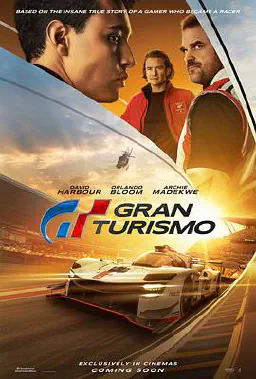 BASED ON THE INSANE TRUE STORY OF A GAMER WHO BECAME A RACER
DAVID HARBOUR
ORLANDO BLOOM
ARCHIE MADEKWE
GRAN
TURISMO
EXCLUSIVELY IN CINEMAS
COMING SOON